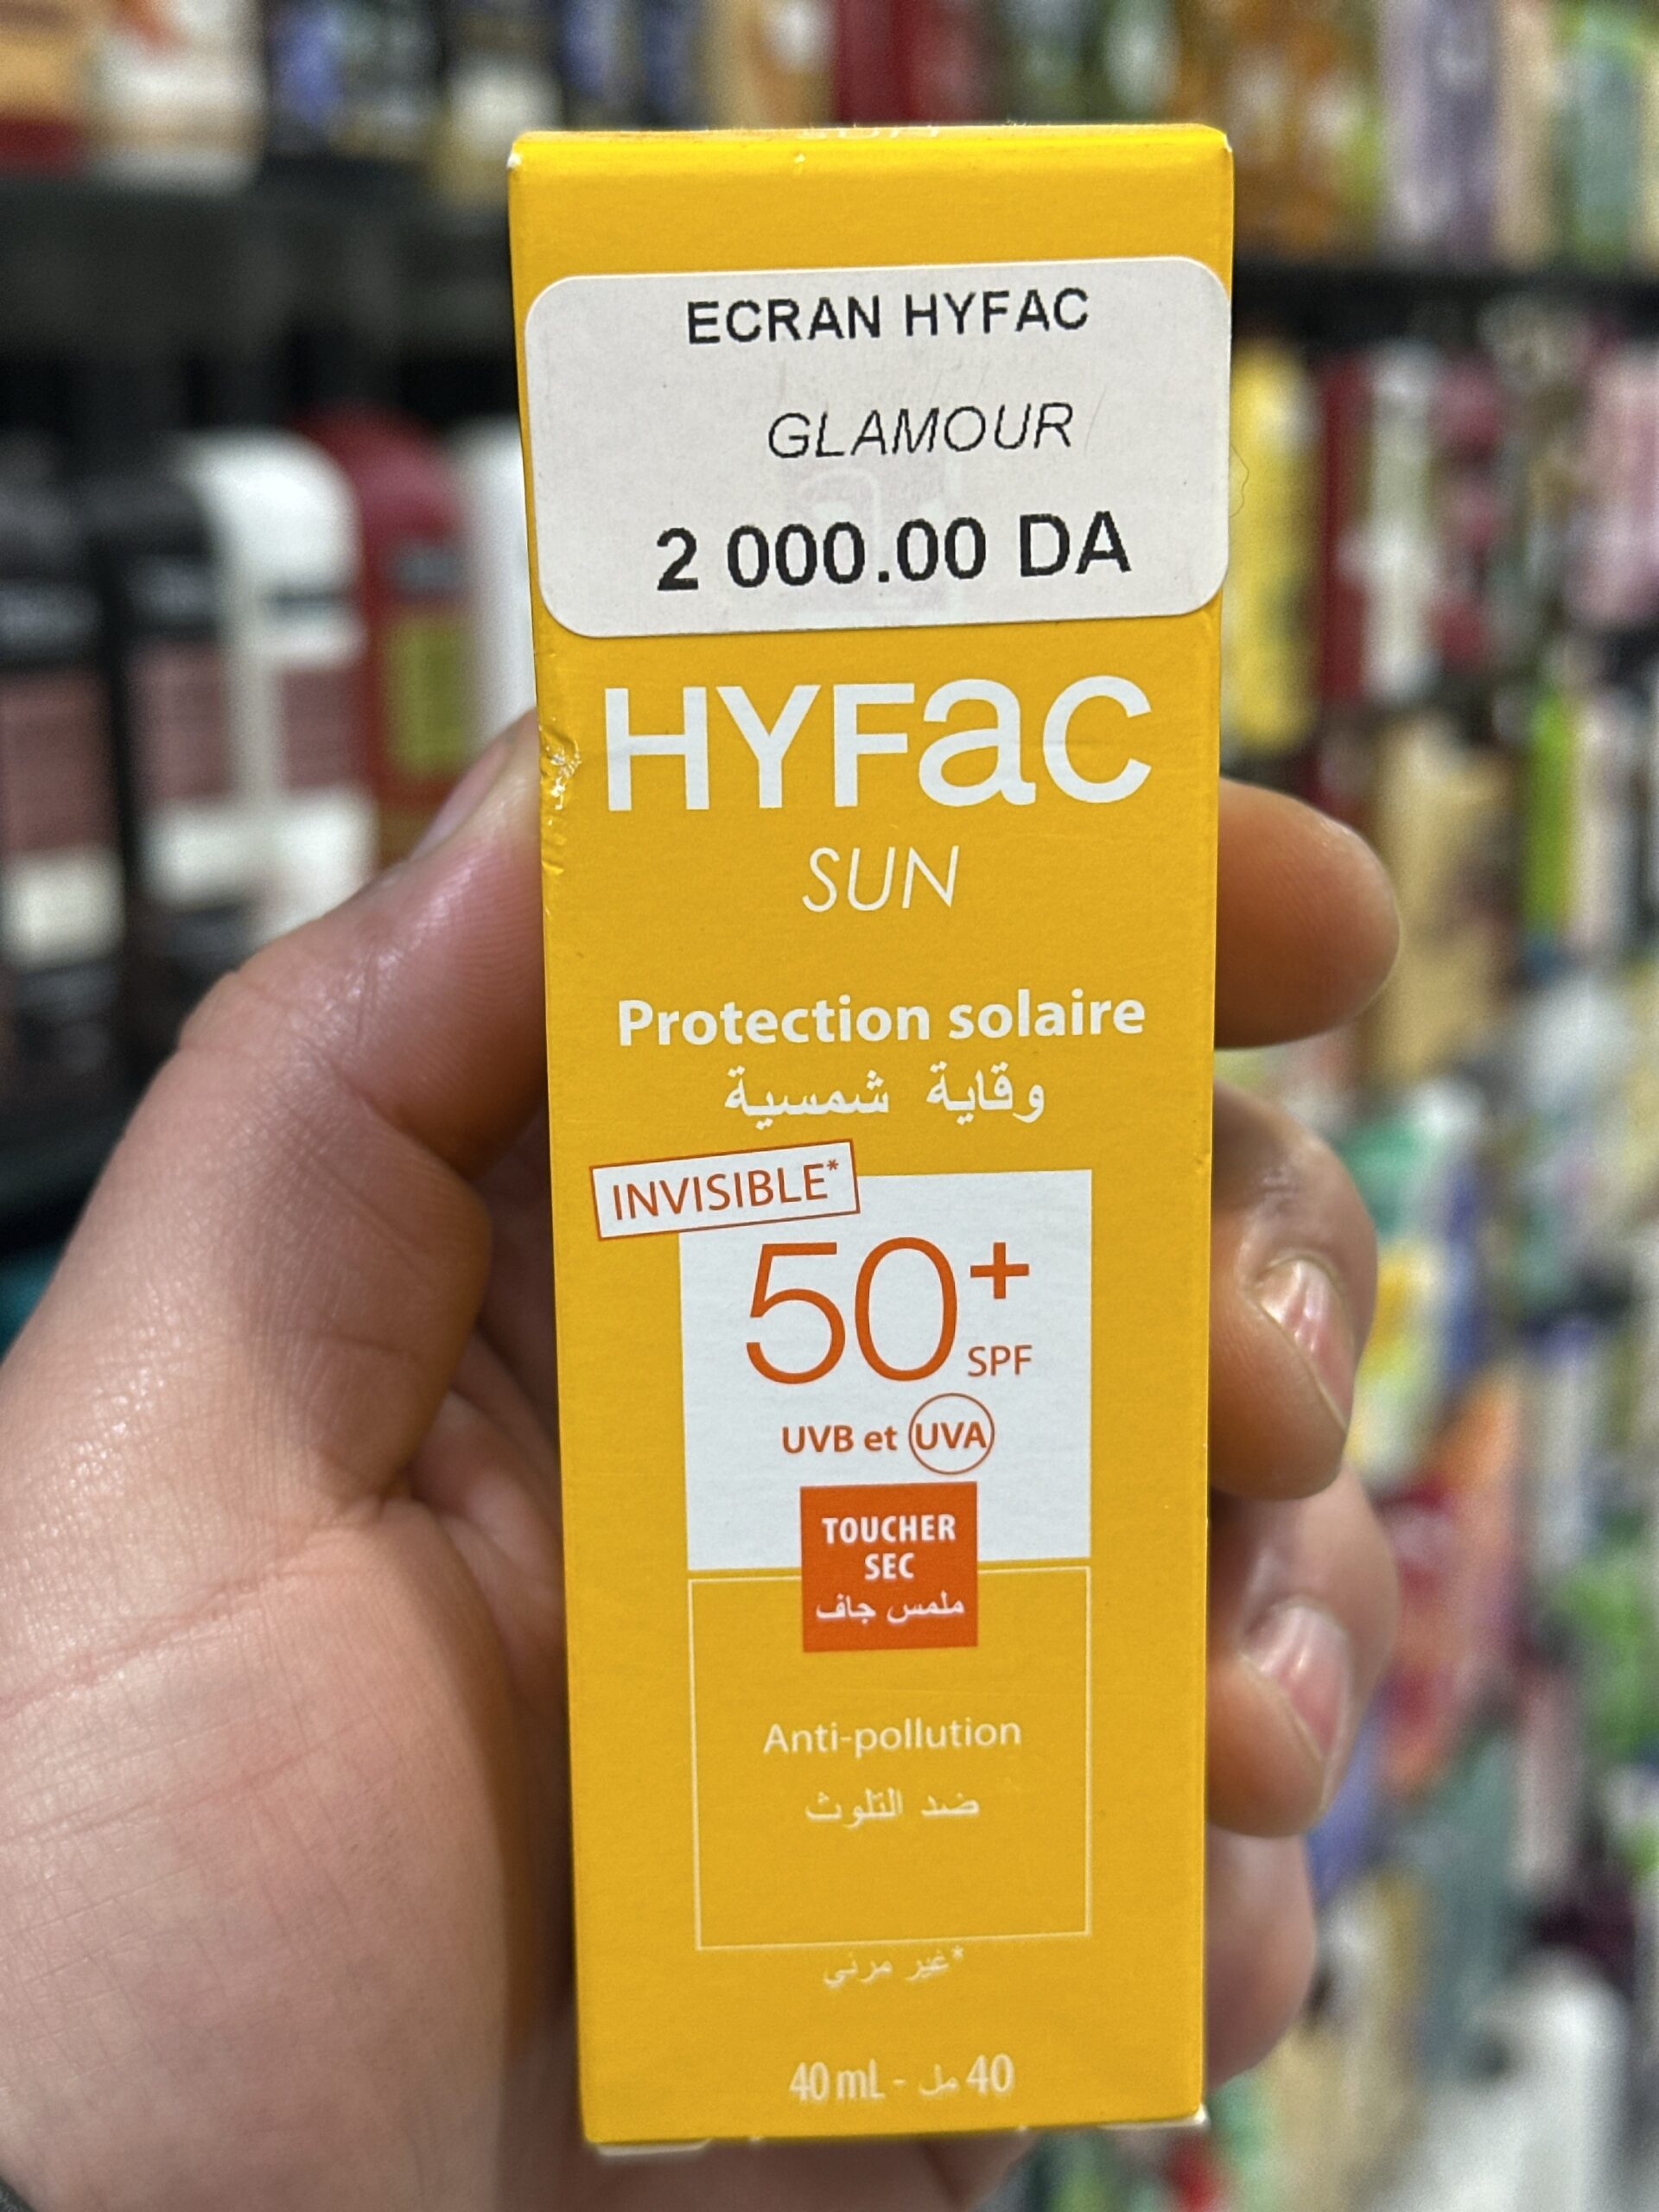 ECRAN HYFAC
GLAMOUR
2 000.00 DA
HYFac
SUN
Protection solaire
وقاية شمسية
INVISIBLE*
50+
SPF
UVB et UVA
TOUCHER
SEC
ملمس جاف
Anti-pollution
ضد التلوث
*غير مرئي
40 mL - 40 مل